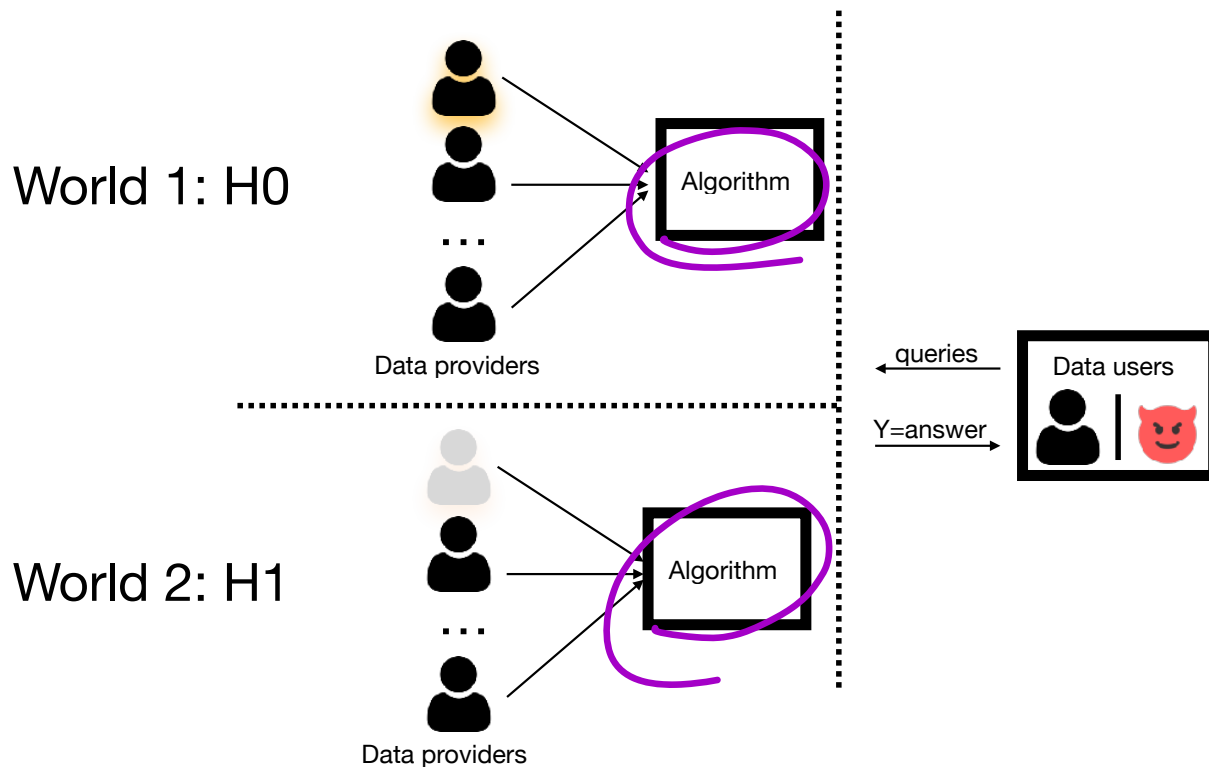 World 1: H0
Algorithm
...
Data providers
queries
Data users
Y=answer
World 2: H1
Algorithm
...
Data providers